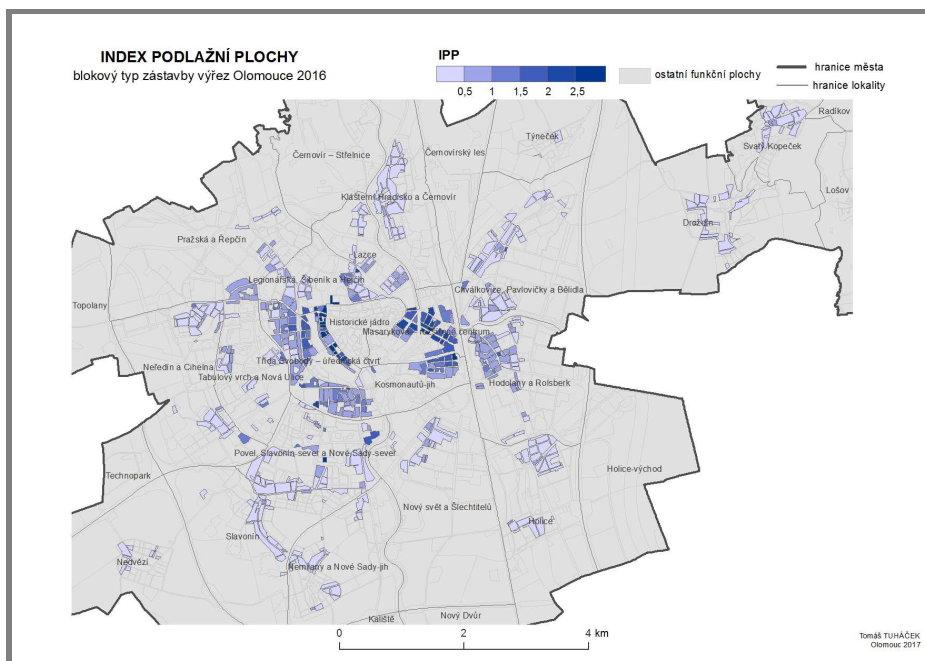 INDEX PODLAŽNÍ PLOCHY
blokový typ zástavby výřez Olomouce 2016
IPP
0,5 1 1,5 2 2,5
ostatní funkční plochy
hranice města
hranice lokality
Radíkov
Týneček
Svatý Kopeček
Černovír – Střelnice
Černovírský les
Lošov
Klášterní Hradisko a Černovír
Droždín
Pražská a Řepčín
Lazce
Legionářská, Šibeník a Hejčín
Chválkovice, Pavlovičky a Bělidla
Topolany
Historické jádro
Masarykova – rozšířené centrum
Třída Svobody – úřednická čtvrť
Neředín a Cihelna
Tabulový vrch a Nová Ulice
Kosmonautů-jih
Hodolany a Rolsberk
Povel, Slavonín-sever a Nové Sady-sever
Technopark
Holice-východ
Nový svět a Šlechtitelů
Holice
Slavonín
Nedvězí
Nemilany a Nové Sady-jih
Nový Dvůr
Kaliště
0 2 4 km
Tomáš TUHÁČEK
Olomouc 2017